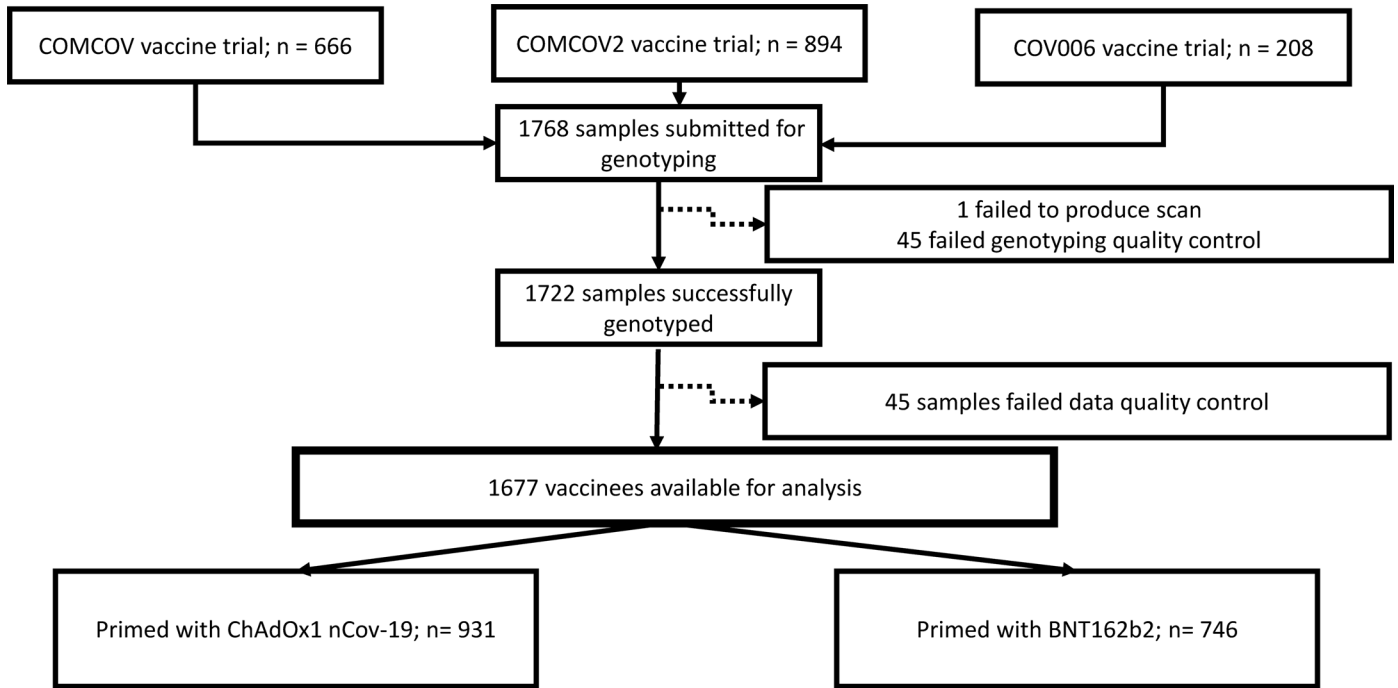 COMCOV vaccine trial; n = 666
COMCOV2 vaccine trial; n = 894
COV006 vaccine trial; n = 208
1768 samples submitted for
genotyping
1 failed to produce scan
45 failed genotyping quality control
1722 samples successfully
genotyped
45 samples failed data quality control
1677 vaccinees available for analysis
Primed with ChAdOx1 nCov-19; n= 931
Primed with BNT162b2; n= 746